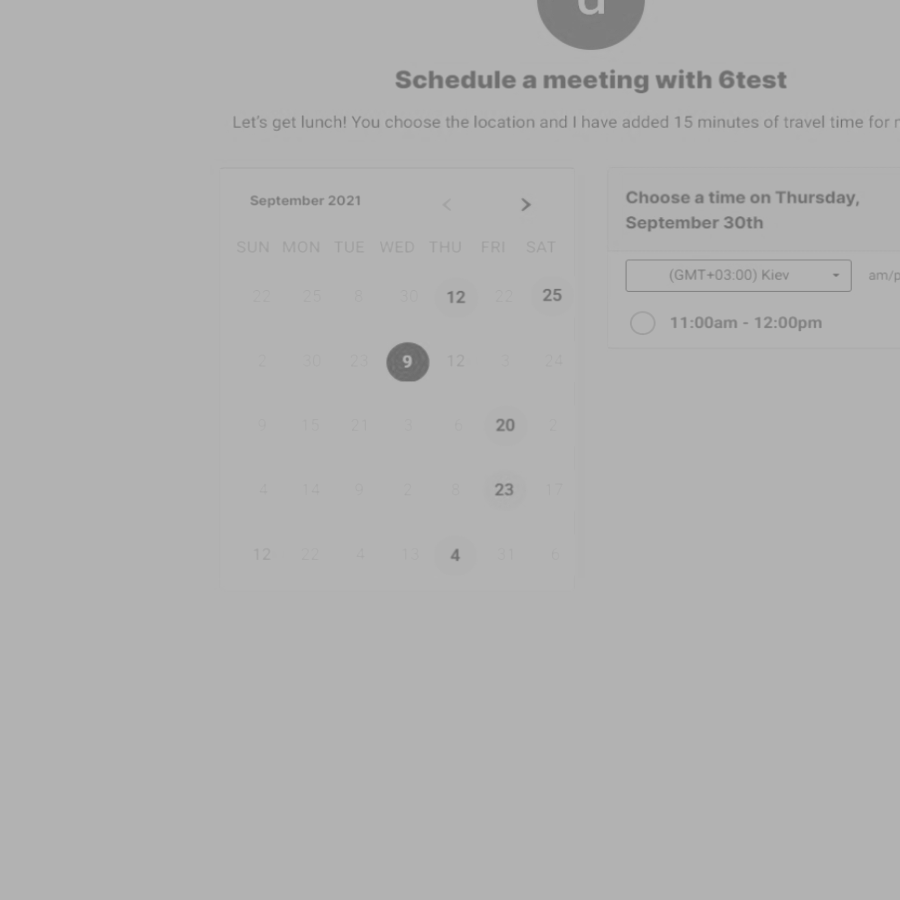 d
Schedule a meeting with 6test
Let's get lunch! You choose the location and I have added 15 minutes of travel time for
September 2021
SUN MON TUE WED THU FRI SAT
22 25 8 30 12 22 25
2 30 23 9 12 3 24
9 15 21 3 6 20 2
4 14 9 2 8 23 17
12 22 4 13 4 31 6
Choose a time on Thursday,
September 30th
(GMT+03:00) Kiev am/p
11:00am - 12:00pm